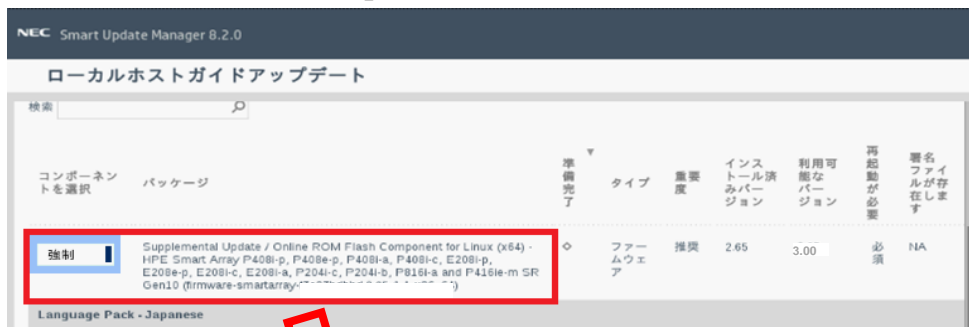 NEC Smart Update Manager 8.2.0
ローカルホストガイドアップデート
検索
コンポーネン
トを選択
パッケージ
準備完了
タイプ
重要
度
インス
トール済
みバー
ジョン
利用可
能な
バー
ジョン
再起動が必要
署名
ファイ
ルが存
在しま
す
強制
Supplemental Update / Online ROM Flash Component for Linux (x64) -
HPE Smart Array P408i-p, P408e-p, P408i-a, P408i-c, E208i-p,
E208e-p, E208i-c, E208i-a, P204i-c, P204i-b, P816i-a and P416ie-m SR
Gen10 (firmware-smartarray-
ファー
ムウェ
ア
推奨
2.65
3.00
必須
NA
Language Pack - Japanese